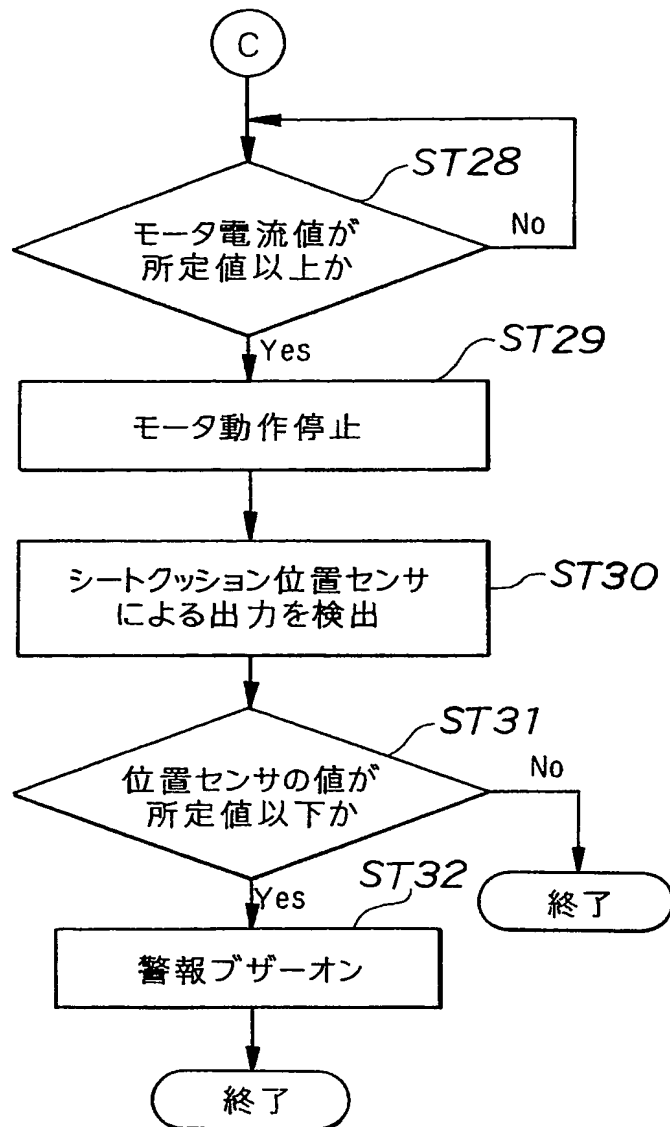 C
ST28
モータ電流値が
所定値以上か
No
Yes
ST29
モータ動作停止
シートクッション位置センサ
による出力を検出
ST30
ST31
位置センサの値が
所定値以下か
No
Yes
ST32
終了
警報ブザーオン
終了